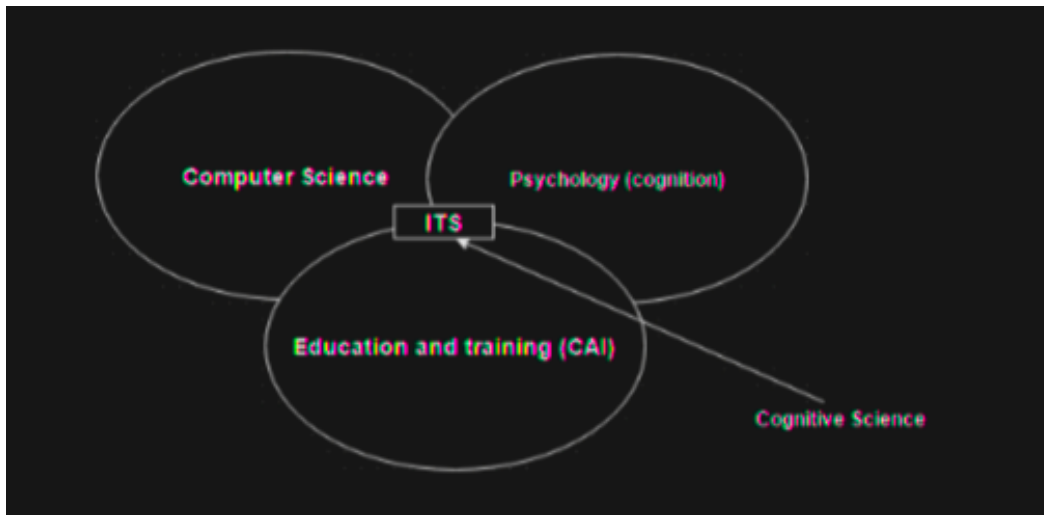 Computer Science
Psychology (cognition)
ITS
Education and training (CAI)
Cognitive Science